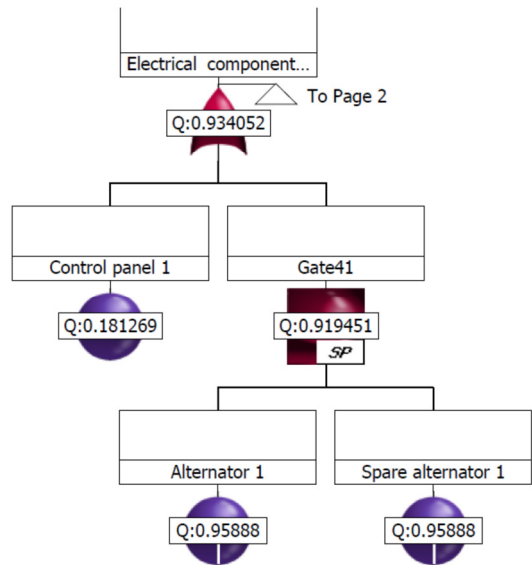 Electrical component...
To Page 2
Q:0.934052
Control panel 1
Gate41
Q:0.181269
Q:0.919451
SP
Alternator 1
Spare alternator 1
Q:0.95888
Q:0.95888